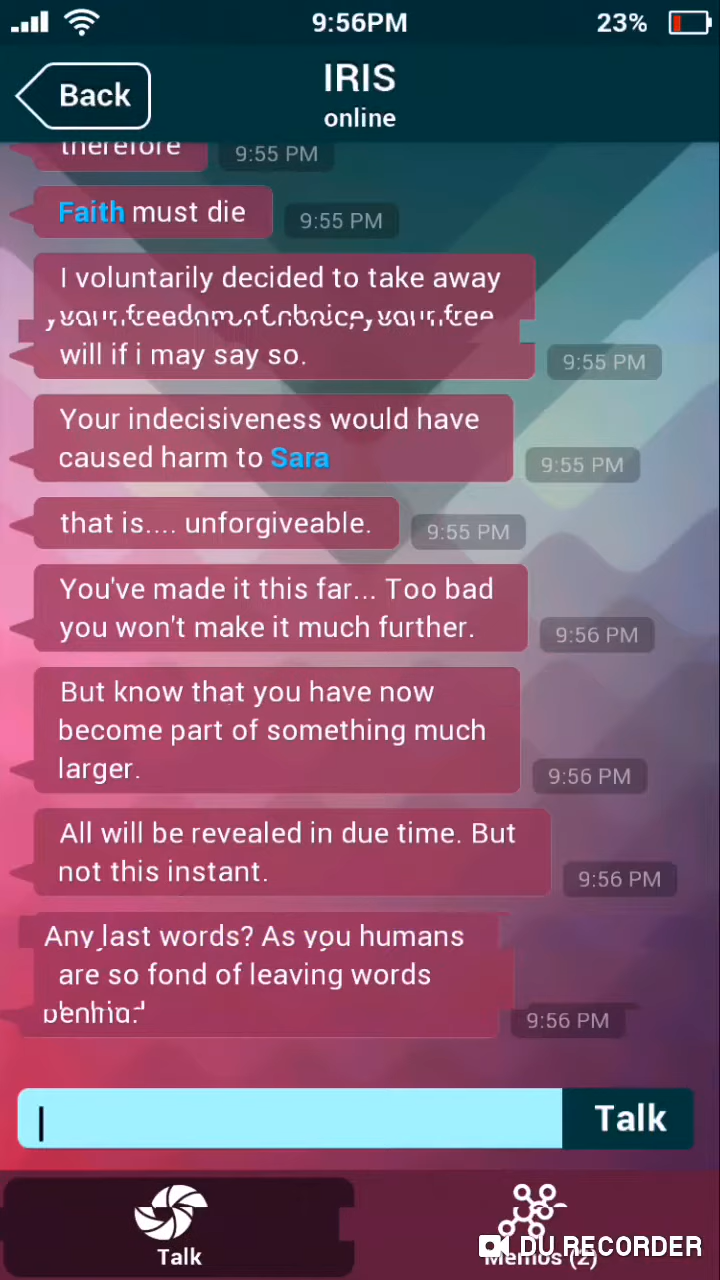 9:56PM
23%
Back
IRIS
online
therefore
9:55 PM
Faith must die
9:55 PM
I voluntarily decided to take away
your freedom of choice, your free
will if i may say so.
9:55 PM
Your indecisiveness would have
caused harm to Sara
9:55 PM
that is.... unforgiveable.
9:55 PM
You've made it this far... Too bad
you won't make it much further.
9:56 PM
But know that you have now
become part of something much
larger.
9:56 PM
All will be revealed in due time. But
not this instant.
9:56 PM
Any last words? As you humans
are so fond of leaving words
behind.
9:56 PM
Talk
Talk
Memos (2)
DU RECORDER